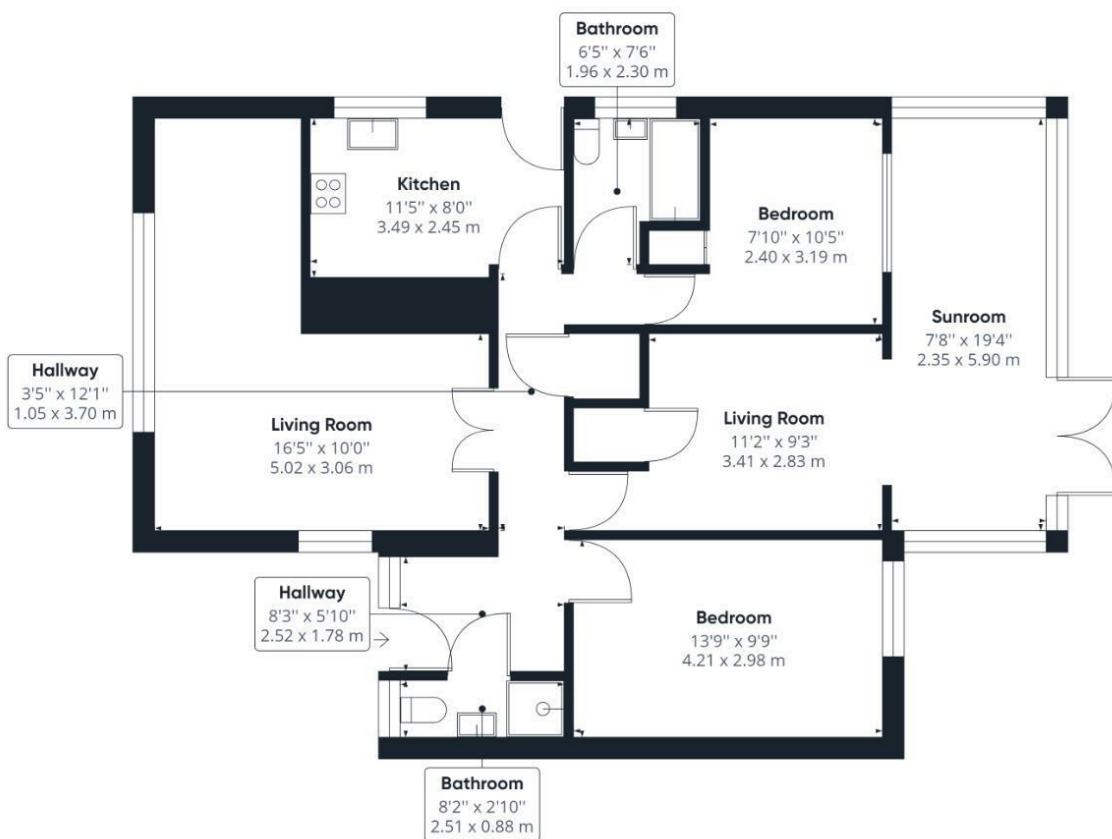 Bathroom
6'5" x 7'6"
1.96 x 2.30 m
Kitchen
11'5" x 8'0"
3.49 x 2.45 m
Bedroom
7'10" x 10'5"
2.40 x 3.19 m
Sunroom
7'8" x 19'4"
2.35 x 5.90 m
Hallway
3'5" x 12'1"
1.05 x 3.70 m
Living Room
16'5" x 10'0"
5.02 x 3.06 m
Living Room
11'2" x 9'3"
3.41 x 2.83 m
Hallway
8'3" x 5'10"
2.52 x 1.78 m
Bedroom
13'9" x 9'9"
4.21 x 2.98 m
Bathroom
8'2" x 2'10"
2.51 x 0.88 m